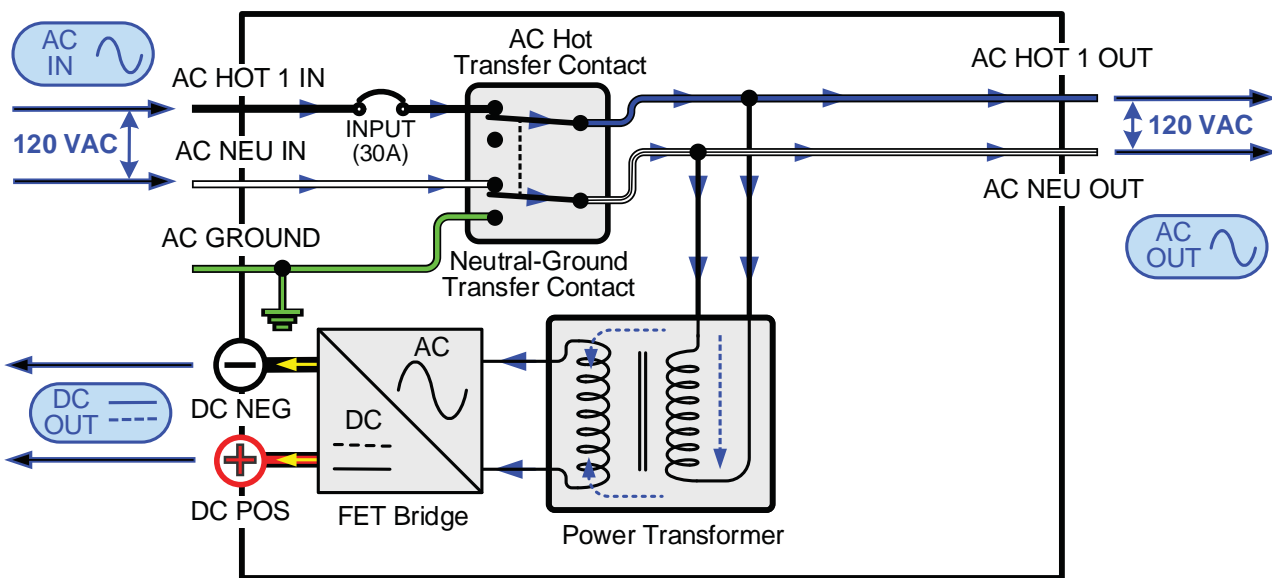 AC
IN
AC HOT 1 IN
120 VAC
AC NEU IN
INPUT
(30A)
AC Hot
Transfer Contact
AC HOT 1 OUT
120 VAC
AC NEU OUT
AC
OUT
AC GROUND
Neutral-Ground
Transfer Contact
DC NEG
DC
OUT
DC POS
AC
DC
FET Bridge
Power Transformer